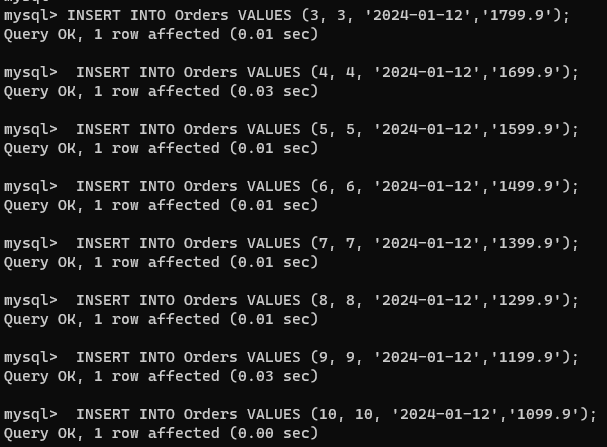 mysql> INSERT INTO Orders VALUES (3, 3, '2024-01-12','1799.9');
Query OK, 1 row affected (0.01 sec)
mysql>  INSERT INTO Orders VALUES (4, 4, '2024-01-12','1699.9');
Query OK, 1 row affected (0.03 sec)
mysql>  INSERT INTO Orders VALUES (5, 5, '2024-01-12','1599.9');
Query OK, 1 row affected (0.01 sec)
mysql>  INSERT INTO Orders VALUES (6, 6, '2024-01-12','1499.9');
Query OK, 1 row affected (0.01 sec)
mysql>  INSERT INTO Orders VALUES (7, 7, '2024-01-12','1399.9');
Query OK, 1 row affected (0.01 sec)
mysql>  INSERT INTO Orders VALUES (8, 8, '2024-01-12','1299.9');
Query OK, 1 row affected (0.01 sec)
mysql>  INSERT INTO Orders VALUES (9, 9, '2024-01-12','1199.9');
Query OK, 1 row affected (0.03 sec)
mysql>  INSERT INTO Orders VALUES (10, 10, '2024-01-12','1099.9');
Query OK, 1 row affected (0.00 sec)